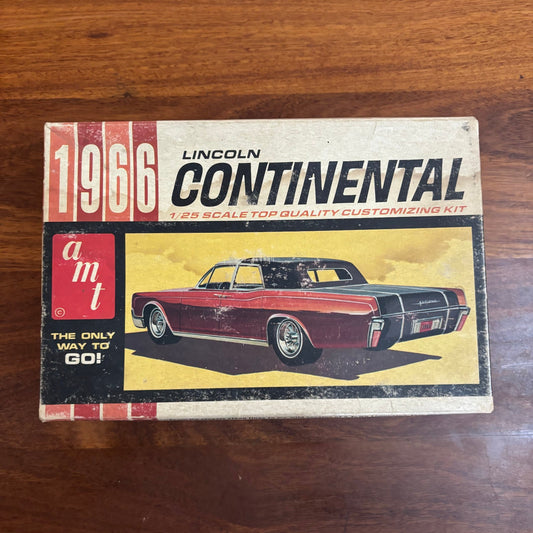 1966
LINCOLN
CONTINENTAL
1/25 SCALE TOP QUALITY CUSTOMIZING KIT
amt
©
THE ONLY
WAY TO
GO!